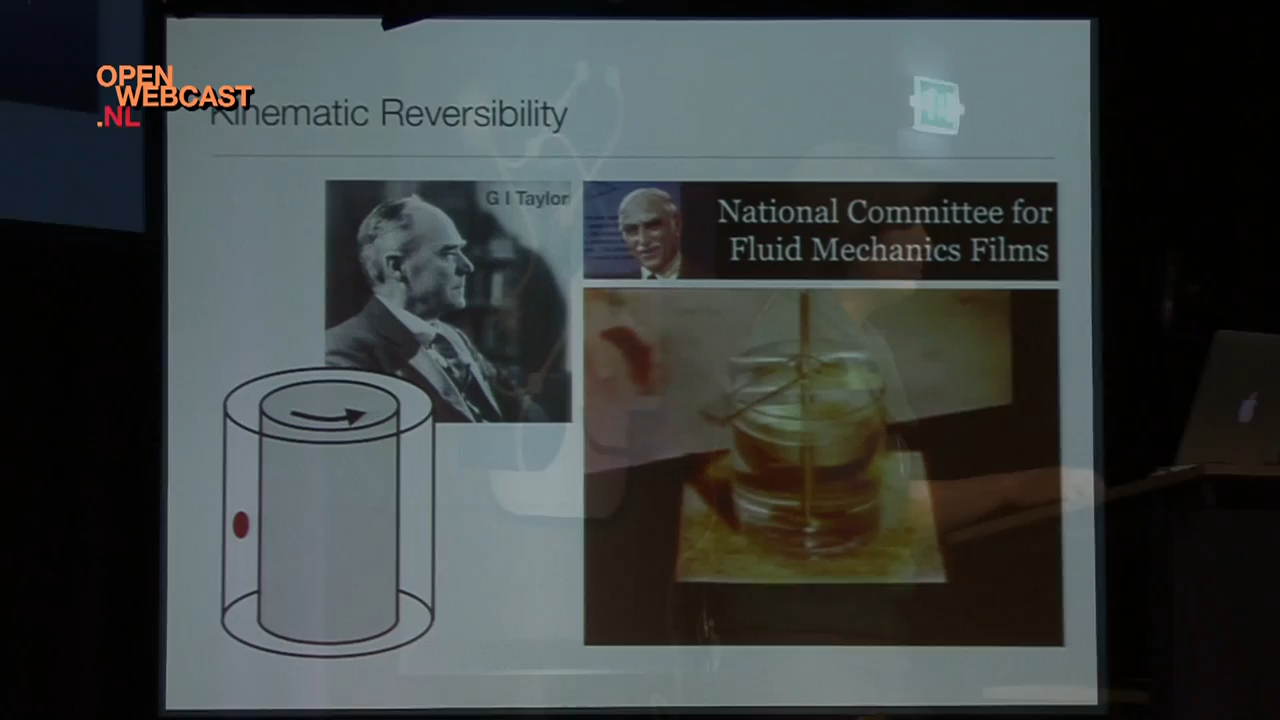 OPEN
WEBCAST
.NL
Kinematic Reversibility
G I Taylor
National Committee for
Fluid Mechanics Films